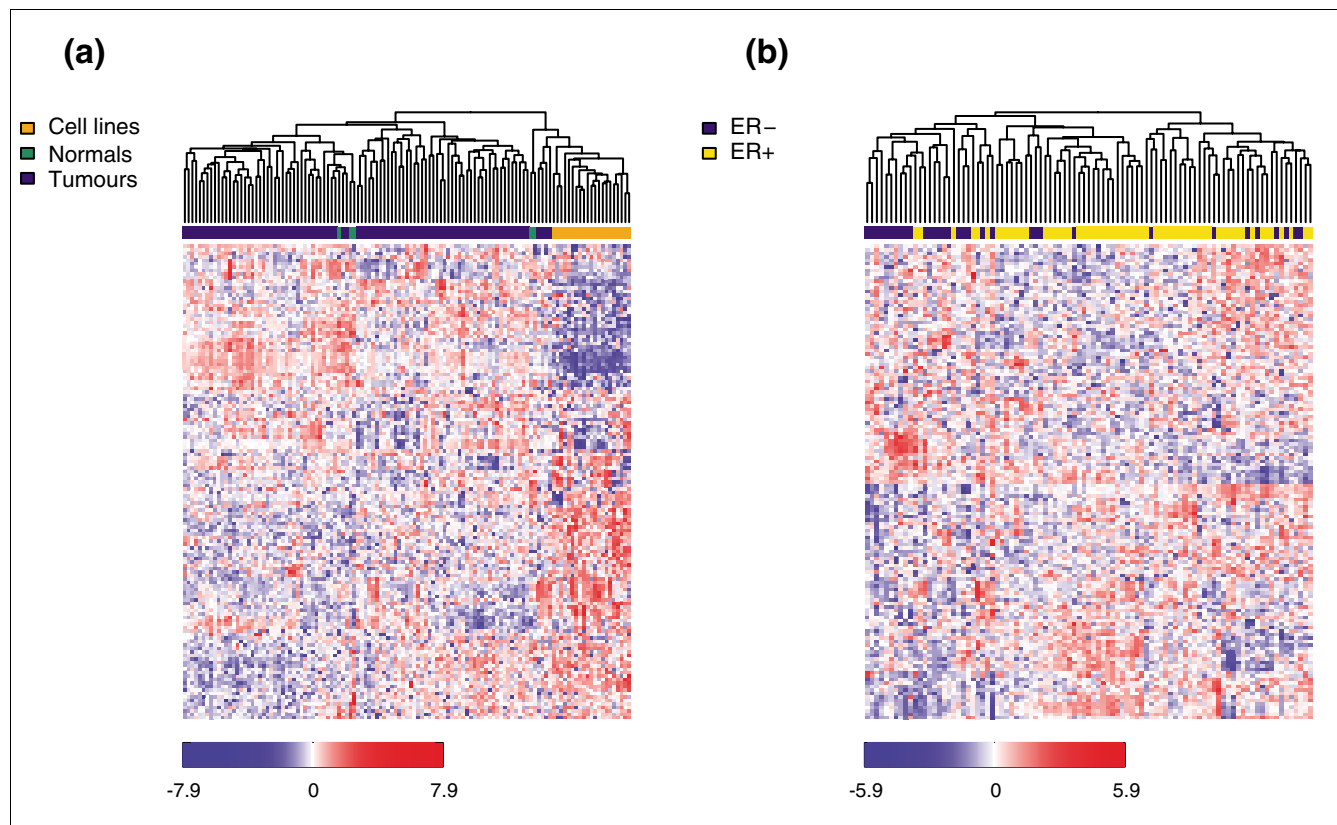 (a)
Cell lines
Normals
Tumours
-7.9 0 7.9
(b)
ER−
ER+
-5.9 0 5.9